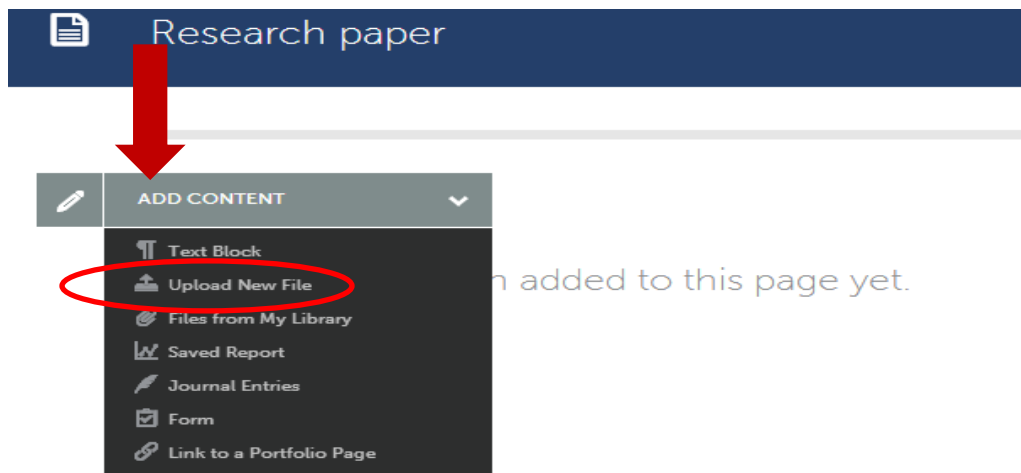 Research paper
ADD CONTENT
Text Block
Upload New File
added to this page yet.
Files from My Library
Saved Report
Journal Entries
Form
Link to a Portfolio Page